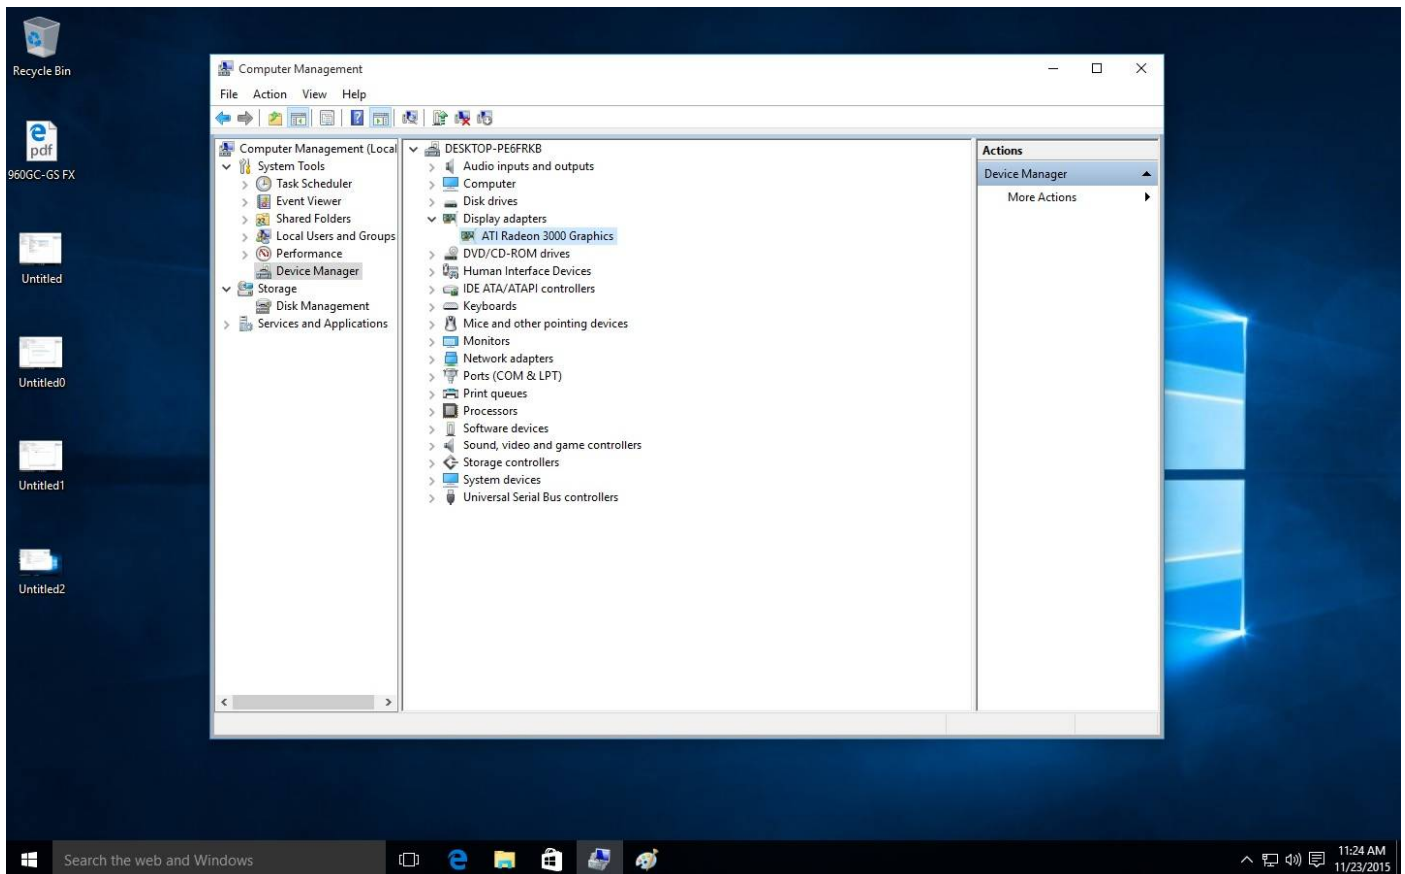 Recycle Bin
pdf
960GC-GS FX
Untitled
Untitled0
Untitled1
Untitled2
Computer Management
File Action View Help
Computer Management (Local
System Tools
Task Scheduler
Event Viewer
Shared Folders
Local Users and Groups
Performance
Device Manager
Storage
Disk Management
Services and Applications
DESKTOP-PE6FRKB
Audio inputs and outputs
Computer
Disk drives
Display adapters
ATI Radeon 3000 Graphics
DVD/CD-ROM drives
Human Interface Devices
IDE ATA/ATAPI controllers
Keyboards
Mice and other pointing devices
Monitors
Network adapters
Ports (COM & LPT)
Print queues
Processors
Software devices
Sound, video and game controllers
Storage controllers
System devices
Universal Serial Bus controllers
Actions
Device Manager
More Actions
Search the web and Windows
11:24 AM
11/23/2015